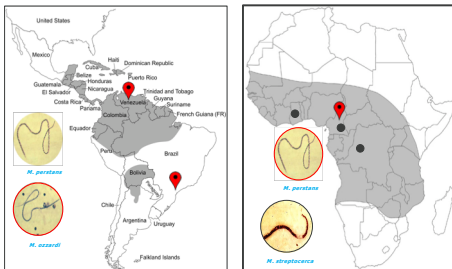 United States
Mexico
Cuba
Haiti
Dominican Republic
Belize
Puerto Rico
Guatemala
Honduras
El Salvador
Nicaragua
Trinidad and Tobago
Costa Rica
Guyana
Panama
Venezuela
Suriname
Colombia
French Guiana (FR)
Equador
Peru
Brazil
Bolivia
Chile
Argentina
Uruguay
Falkland Islands
M. perstans
M. ozzardi
M. perstans
M. streptocerca